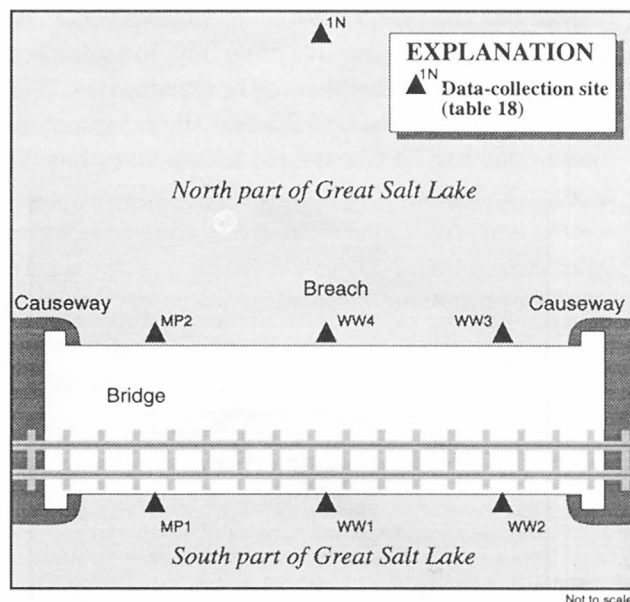 1N
EXPLANATION
1N
Data-collection site
(table 18)
North part of Great Salt Lake
Causeway
Breach
Causeway
MP2
WW4
WW3
Bridge
MP1
WW1
WW2
South part of Great Salt Lake
Not to scale